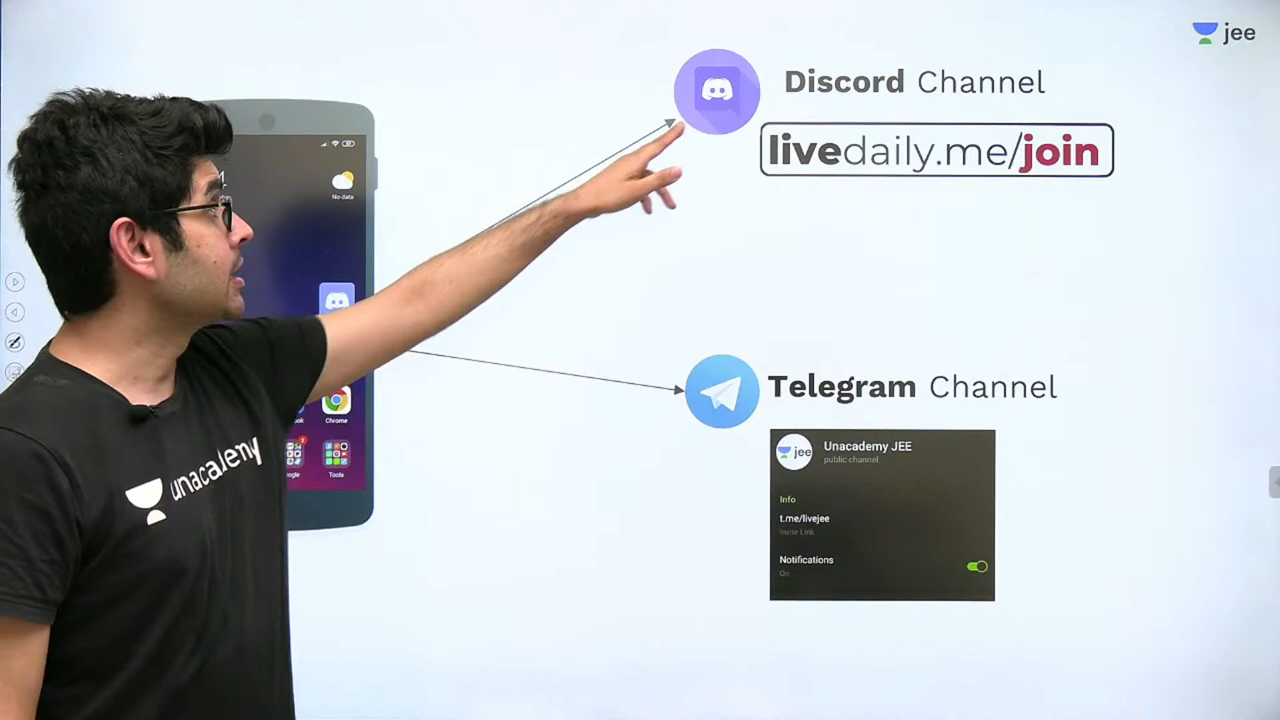 jee
Discord Channel
livedaily.me/join
No data
Chrome
Tools
unacademy
Telegram Channel
jee
Unacademy JEE
public channel
Info
t.me/livejee
Invite Link
Notifications
On